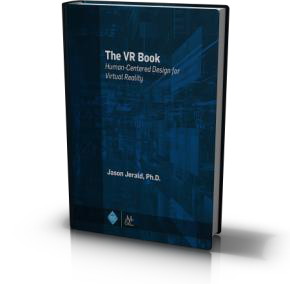 The VR Book
Human-Centered Design for
Virtual Reality
Jason Jerald, Ph.D.